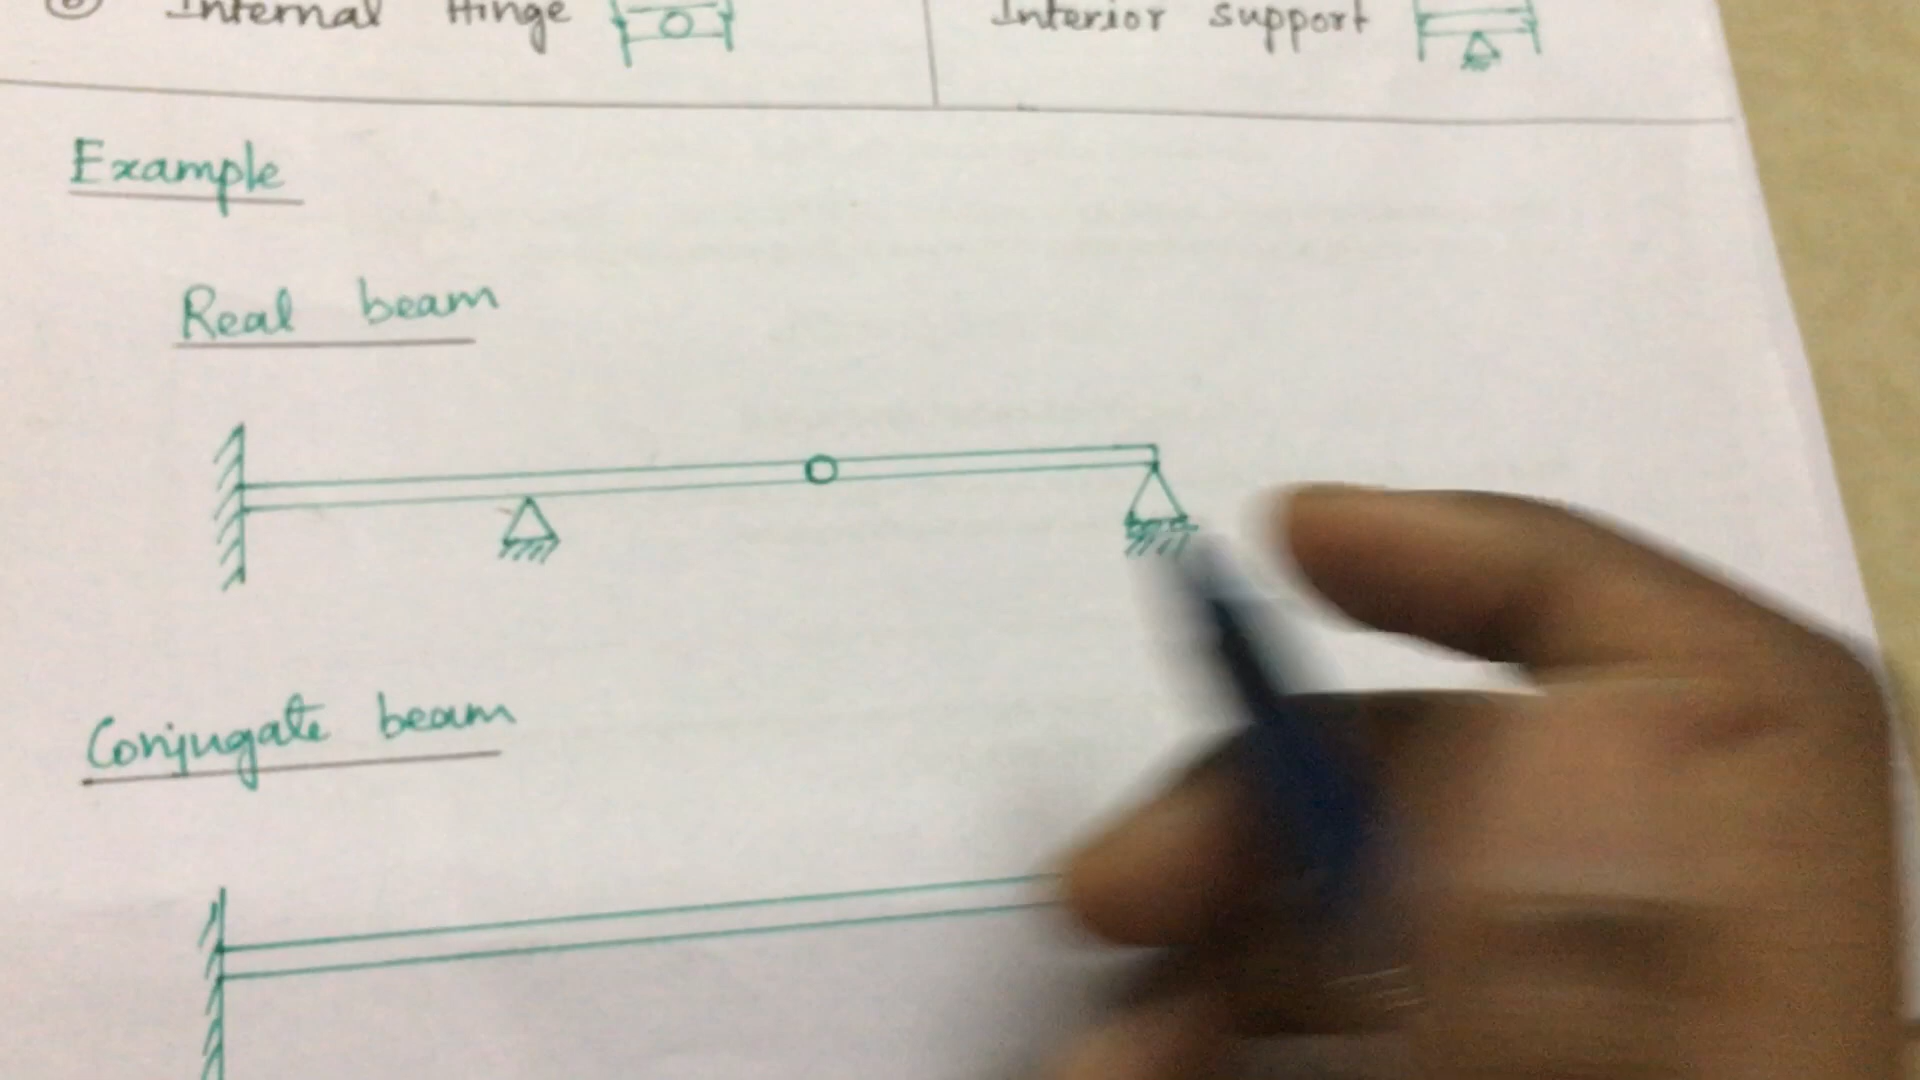 Internal Hinge
Interior support
Example
Real beam
Conjugate beam